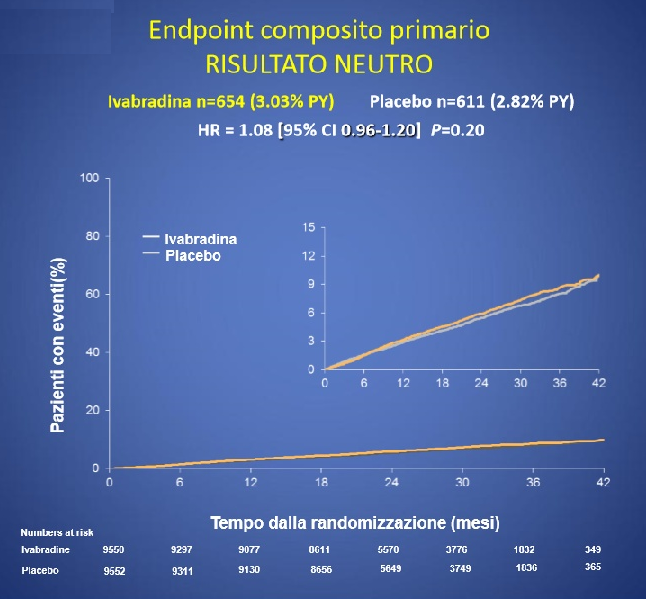 Endpoint composito primario
RISULTATO NEUTRO
Ivabradina n=654 (3.03% PY) Placebo n=611 (2.82% PY)
HR = 1.08 [95% CI 0.96-1.20] P=0.20
100
80
60
40
20
0
Pazienti con eventi(%)
Ivabradina
Placebo
15
12
9
6
3
0
0 6 12 18 24 30 36 42
0 6 12 18 24 30 36 42
Tempo dalla randomizzazione (mesi)
Numbers at risk
Ivabradine 9550 9297 9077 8611 5570 3776 1832 349
Placebo 9552 9311 9130 8656 5649 3749 1836 365